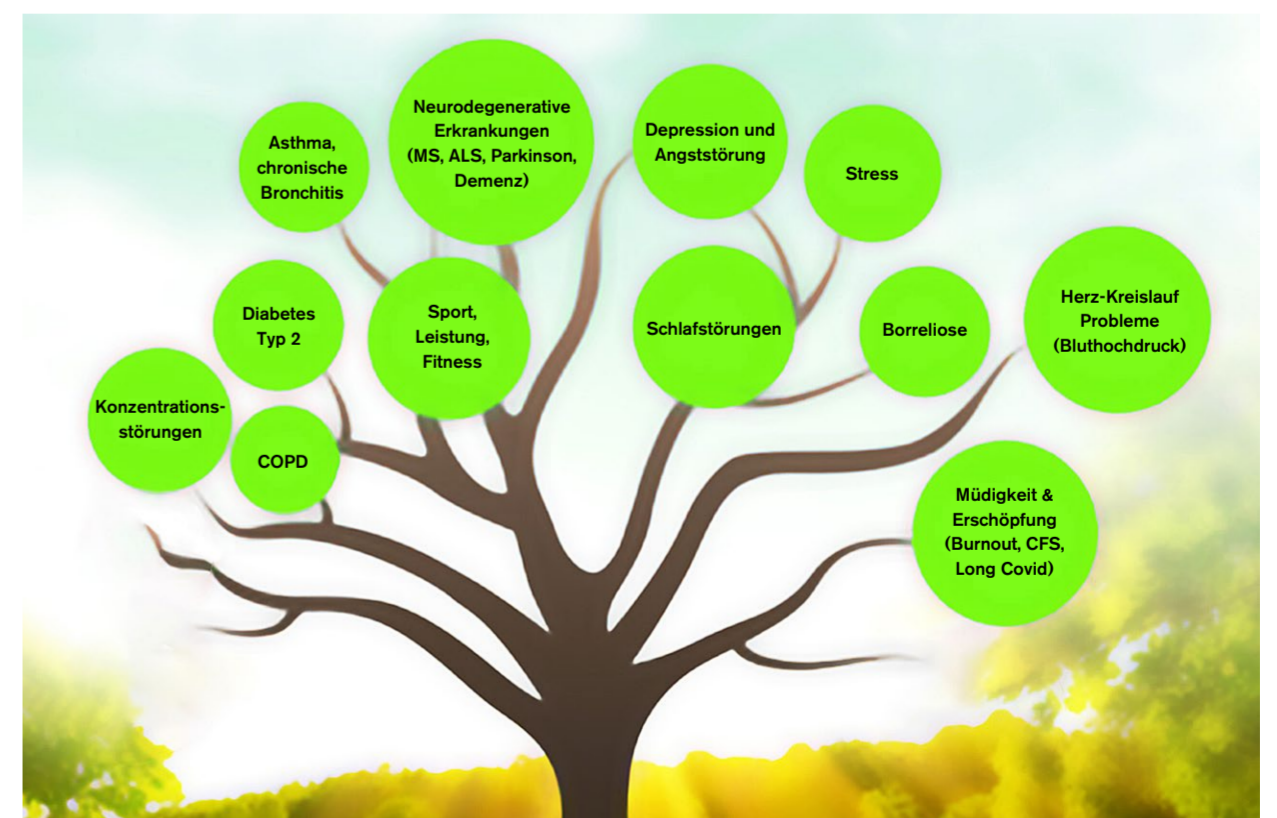 Neurodegenerative
Erkrankungen
(MS, ALS, Parkinson,
Demenz)
Depression und
Angststörung
Asthma,
chronische
Bronchitis
Stress
Diabetes
Typ 2
Sport,
Leistung,
Fitness
Schlafstörungen
Borreliose
Herz-Kreislauf
Probleme
(Bluthochdruck)
Konzentrations-
störungen
COPD
Müdigkeit &
Erschöpfung
(Burnout, CFS,
Long Covid)